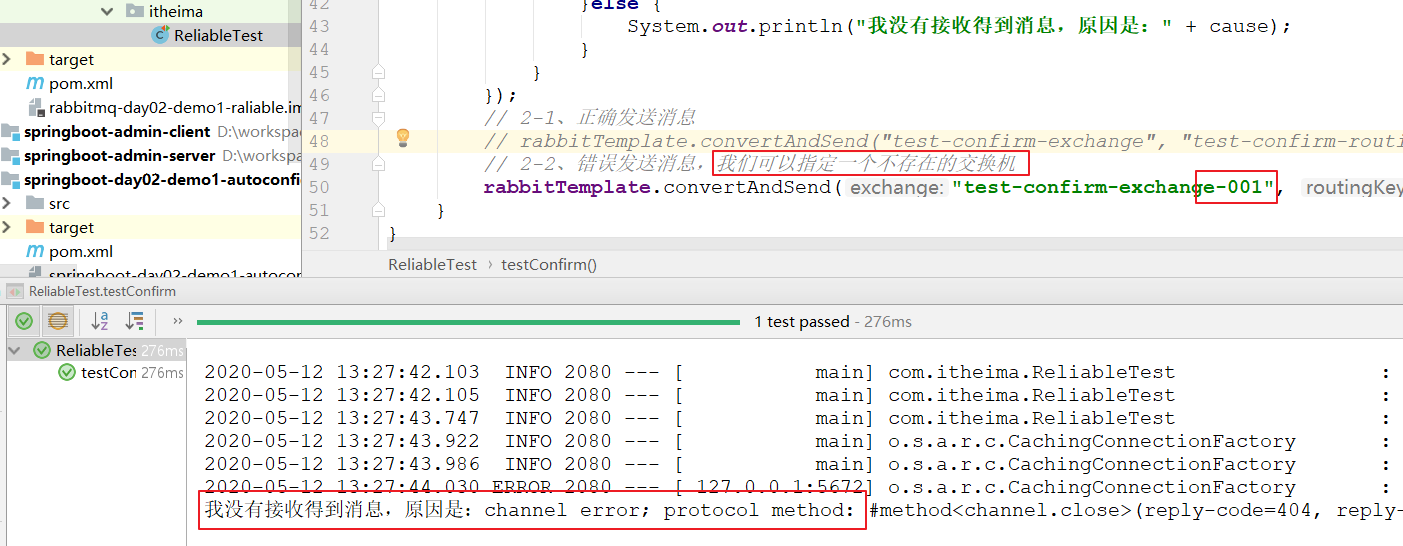 itheima
ReliableTest
target
pom.xml
rabbitmq-day02-demo1-raliable.im
springboot-admin-client D:\workspa
springboot-admin-server D:\workspa
springboot-day02-demo1-autoconfi
src
target
pom.xml
springboot-day02-demo1-autocon
42 }else {
43 System.out.println("我没有接收得到消息，原因是：" + cause);
44 }
45 }
46 });
47 // 2-1、正确发送消息
48 // rabbitTemplate.convertAndSend("test-confirm-exchange", "test-confirm-routi
49 // 2-2、错误发送消息，我们可以指定一个不存在的交换机
50 rabbitTemplate.convertAndSend( exchange: "test-confirm-exchange-001", routingKey
51 }
52 }
ReliableTest › testConfirm()
ReliableTest.testConfirm
›› 1 test passed - 276ms
ReliableTes 276ms
testCon 276ms
2020-05-12 13:27:42.103 INFO 2080 --- [ main] com.itheima.ReliableTest :
2020-05-12 13:27:42.105 INFO 2080 --- [ main] com.itheima.ReliableTest :
2020-05-12 13:27:43.747 INFO 2080 --- [ main] com.itheima.ReliableTest :
2020-05-12 13:27:43.922 INFO 2080 --- [ main] o.s.a.r.c.CachingConnectionFactory :
2020-05-12 13:27:43.986 INFO 2080 --- [ main] o.s.a.r.c.CachingConnectionFactory :
2020-05-12 13:27:44.030 ERROR 2080 --- [ 127.0.0.1:5672] o.s.a.r.c.CachingConnectionFactory :
我没有接收得到消息，原因是：channel error; protocol method: #method<channel.close>(reply-code=404, reply-